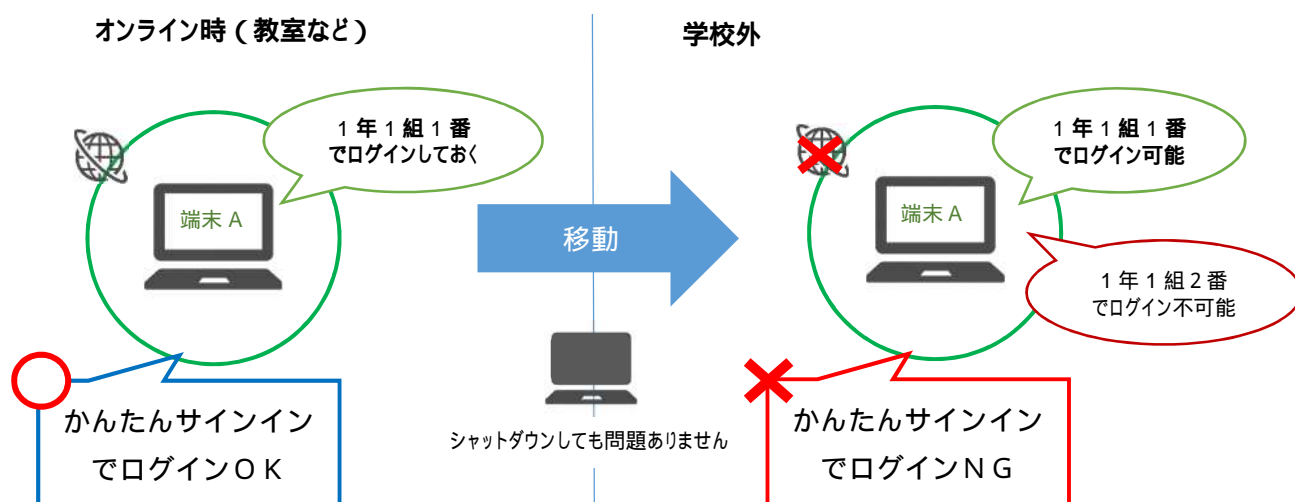 オンライン時(教室など)
学校外
1年1組1番
でログインしておく
端末A
かんたんサインイン
でログインOK
移動
シャットダウンしても問題ありません
1年1組1番
でログイン可能
端末A
1年1組2番
でログイン不可能
かんたんサインイン
でログインNG